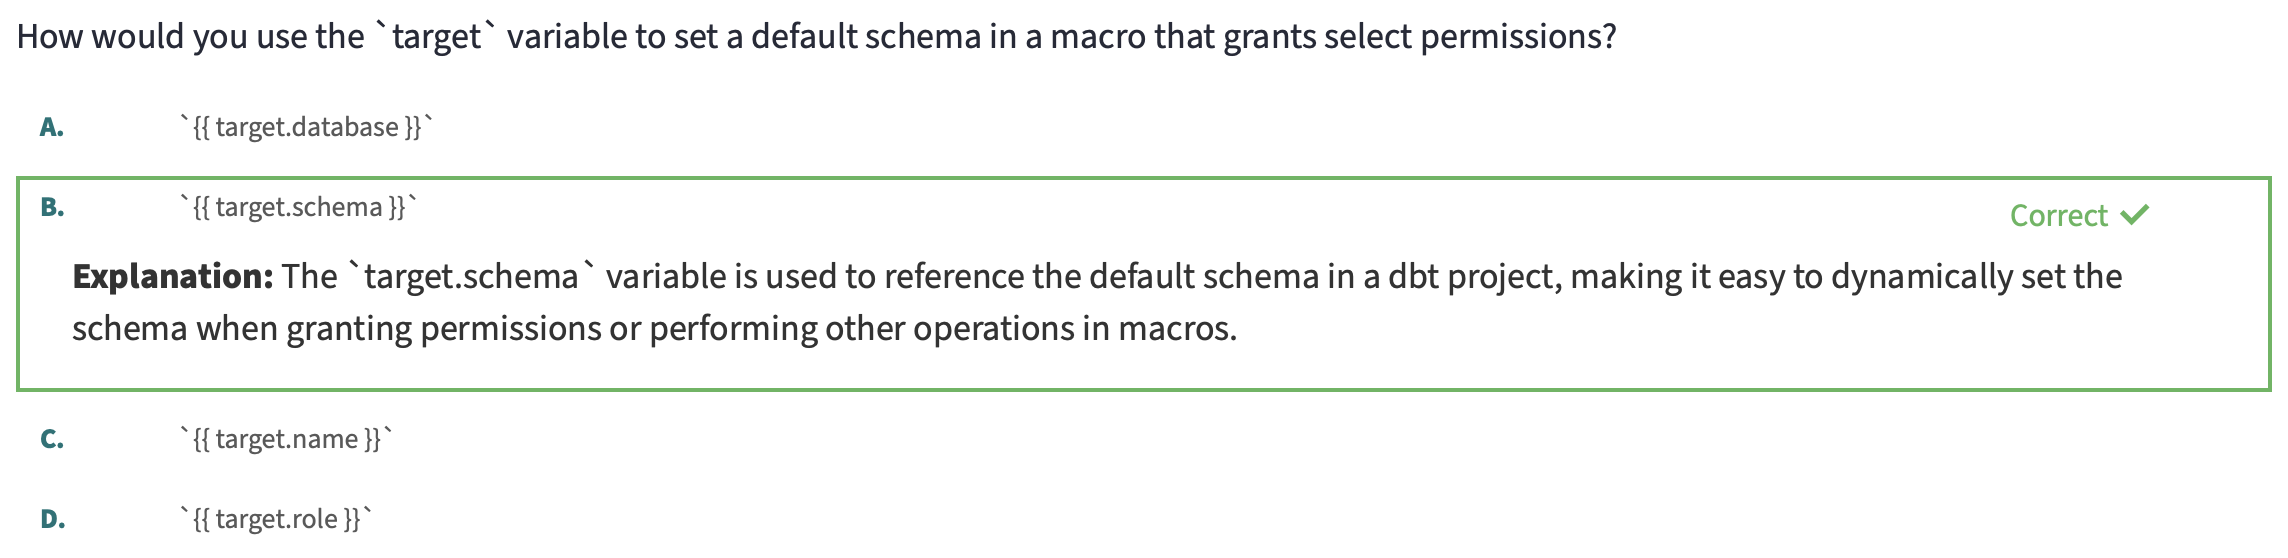 How would you use the `target` variable to set a default schema in a macro that grants select permissions?
A. `{{ target.database }}`
B. `{{ target.schema }}`
Correct ✓
Explanation: The `target.schema` variable is used to reference the default schema in a dbt project, making it easy to dynamically set the
schema when granting permissions or performing other operations in macros.
C. `{{ target.name }}`
D. `{{ target.role }}`